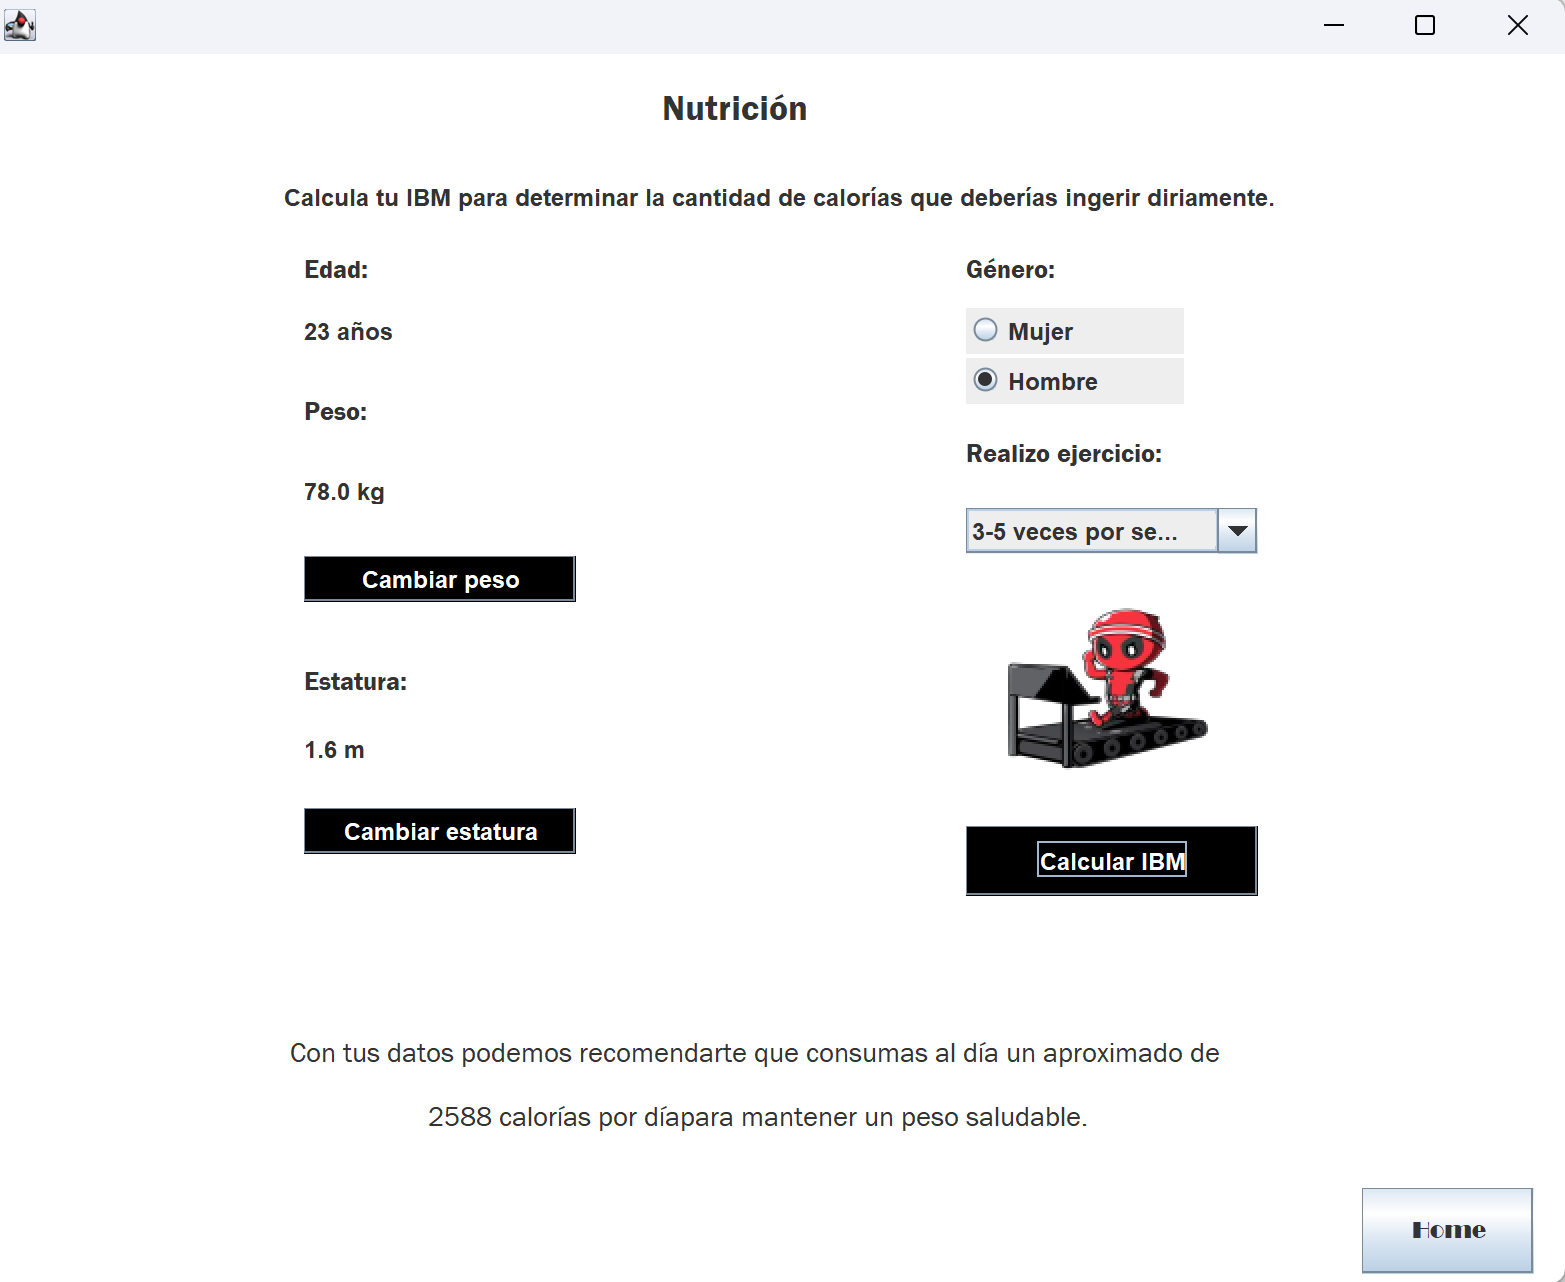 Nutrición
Calcula tu IBM para determinar la cantidad de calorías que deberías ingerir diriamente.
Edad:
23 años
Peso:
78.0 kg
Cambiar peso
Estatura:
1.6 m
Cambiar estatura
Género:
Mujer
Hombre
Realizo ejercicio:
3-5 veces por se...
Calcular IBM
Con tus datos podemos recomendarte que consumas al día un aproximado de
2588 calorías por díapara mantener un peso saludable.
Home